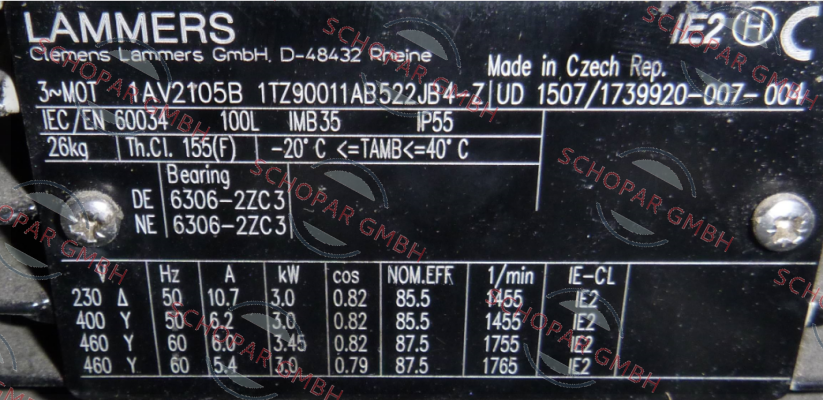 LAMMERS
IE2 H C
Clemens Lammers GmbH, D-48432 Rheine
Made in Czech Rep.
3~MOT 1AV2105B 1TZ90011AB522JB4-Z UD 1507/1739920-007-004
IEC/EN 60034 100L IMB35 IP55
26kg Th.Cl. 155(F) -20°C <=TAMB<=40°C
Bearing
DE 6306-2ZC3
NE 6306-2ZC3
V Hz A kW cos NOM.EFF 1/min IE-CL
230 Δ 50 10.7 3.0 0.82 85.5 1455 IE2
400 Y 50 6.2 3.0 0.82 85.5 1455 IE2
460 Y 60 6.0 3.45 0.82 87.5 1755 IE2
460 Y 60 5.4 3.0 0.79 87.5 1765 IE2
SCHOPAR GMBH